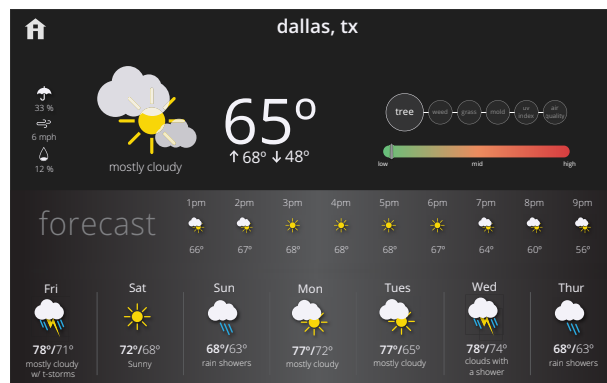 dallas, tx
33 %
6 mph
12 %
mostly cloudy
65°
↑68° ↓48°
tree weed grass mold uv index air quality
low mid high
forecast
1pm 2pm 3pm 4pm 5pm 6pm 7pm 8pm 9pm
66° 67° 68° 68° 68° 67° 64° 60° 56°
Fri Sat Sun Mon Tues Wed Thur
78°/71° 72°/68° 68°/63° 77°/72° 77°/65° 78°/74° 68°/63°
mostly cloudy w/ t-storms
Sunny
rain showers
mostly cloudy
mostly cloudy
clouds with a shower
rain showers